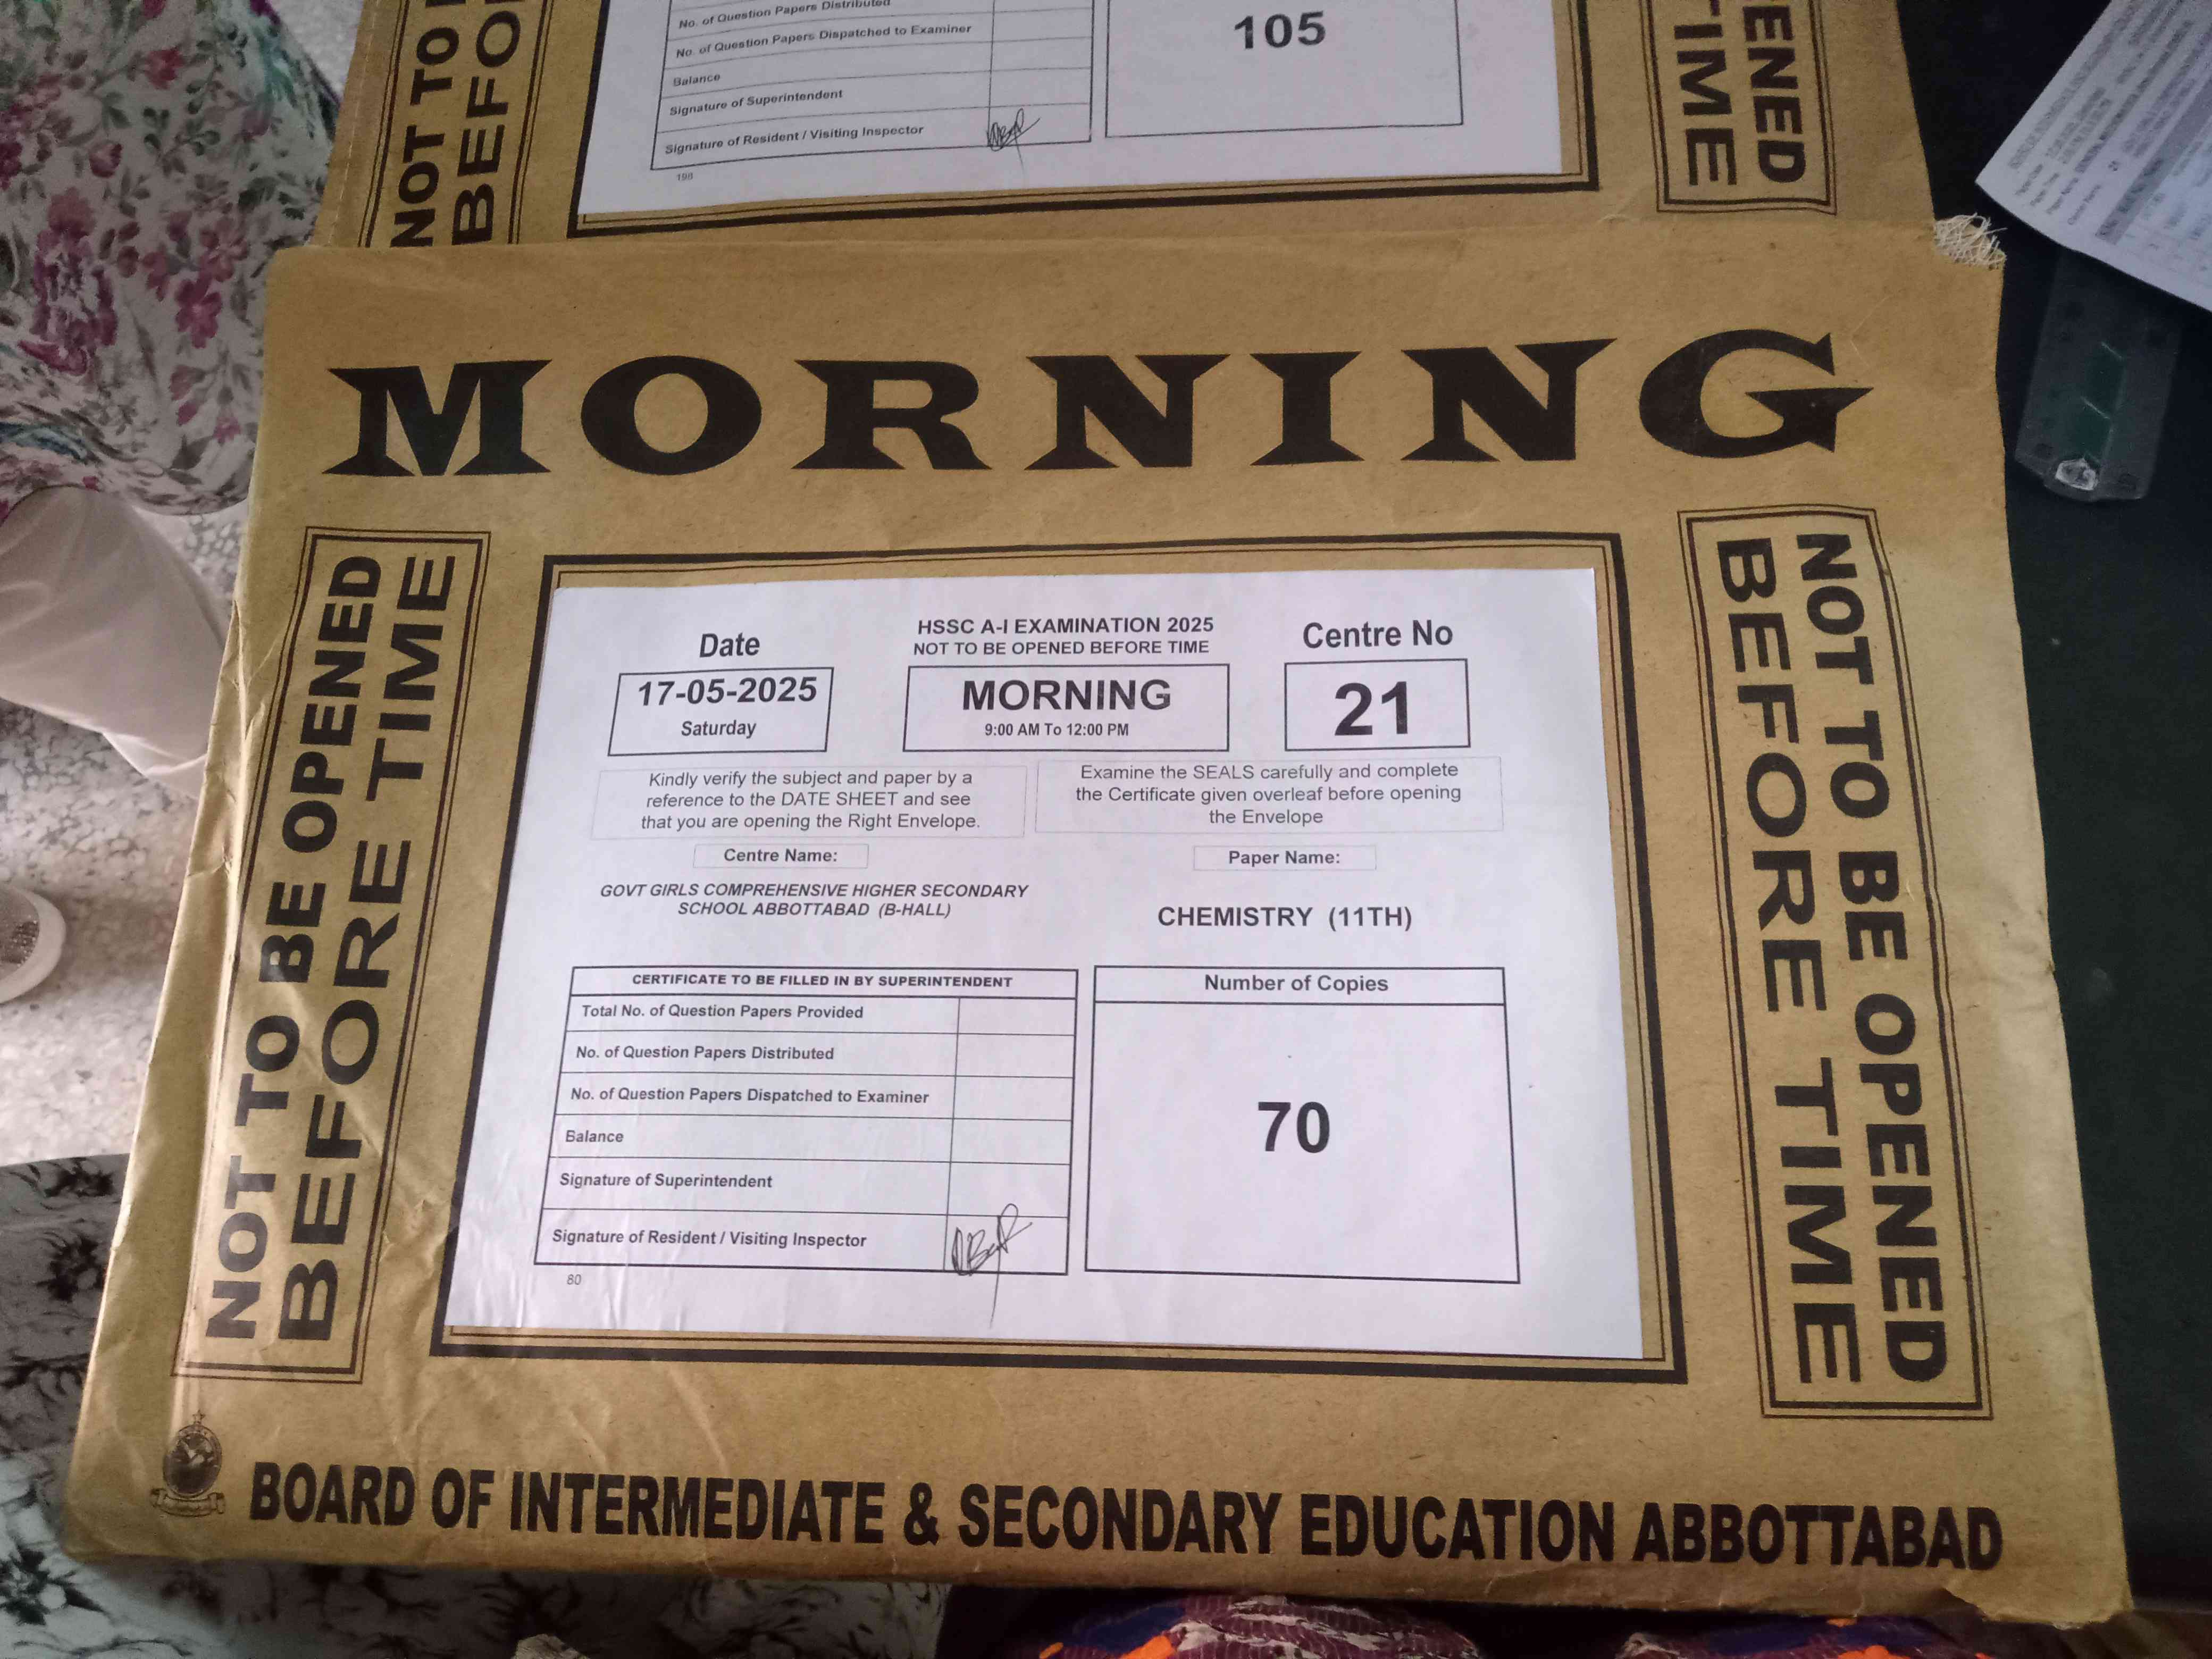 NOT TO
BEFO
No. of Question Papers Distributed
No. of Question Papers Dispatched to Examiner
Balance
Signature of Superintendent
Signature of Resident / Visiting Inspector
198
105
ENED
TIME
MORNING
NOT TO BE OPENED
BEFORE TIME
Date
17-05-2025
Saturday
HSSC A-I EXAMINATION 2025
NOT TO BE OPENED BEFORE TIME
MORNING
9:00 AM To 12:00 PM
Centre No
21
Kindly verify the subject and paper by a
reference to the DATE SHEET and see
that you are opening the Right Envelope.
Examine the SEALS carefully and complete
the Certificate given overleaf before opening
the Envelope
Centre Name:
GOVT GIRLS COMPREHENSIVE HIGHER SECONDARY
SCHOOL ABBOTTABAD (B-HALL)
Paper Name:
CHEMISTRY (11TH)
CERTIFICATE TO BE FILLED IN BY SUPERINTENDENT
Total No. of Question Papers Provided
No. of Question Papers Distributed
No. of Question Papers Dispatched to Examiner
Balance
Signature of Superintendent
Signature of Resident / Visiting Inspector
80
Number of Copies
70
NOT TO BE OPENED
BEFORE TIME
BOARD OF INTERMEDIATE & SECONDARY EDUCATION ABBOTTABAD